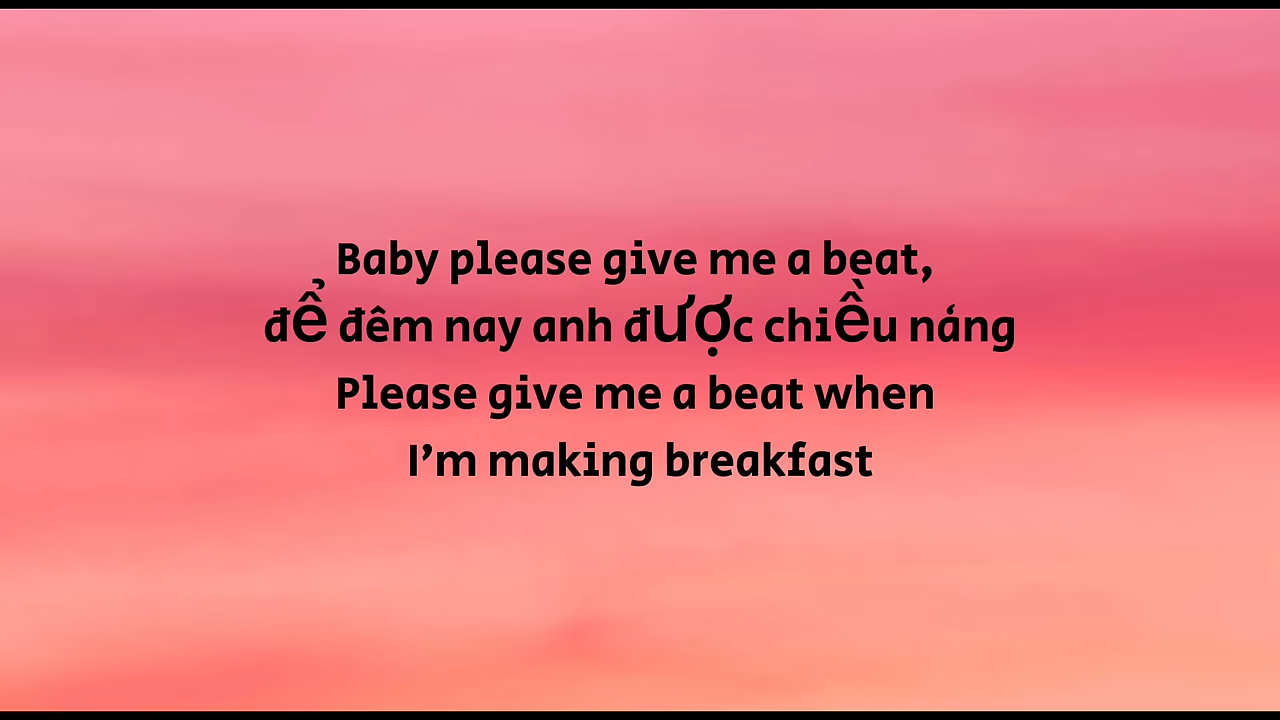 Baby please give me a beat,
để đêm nay anh được chiều náng
Please give me a beat when
I'm making breakfast